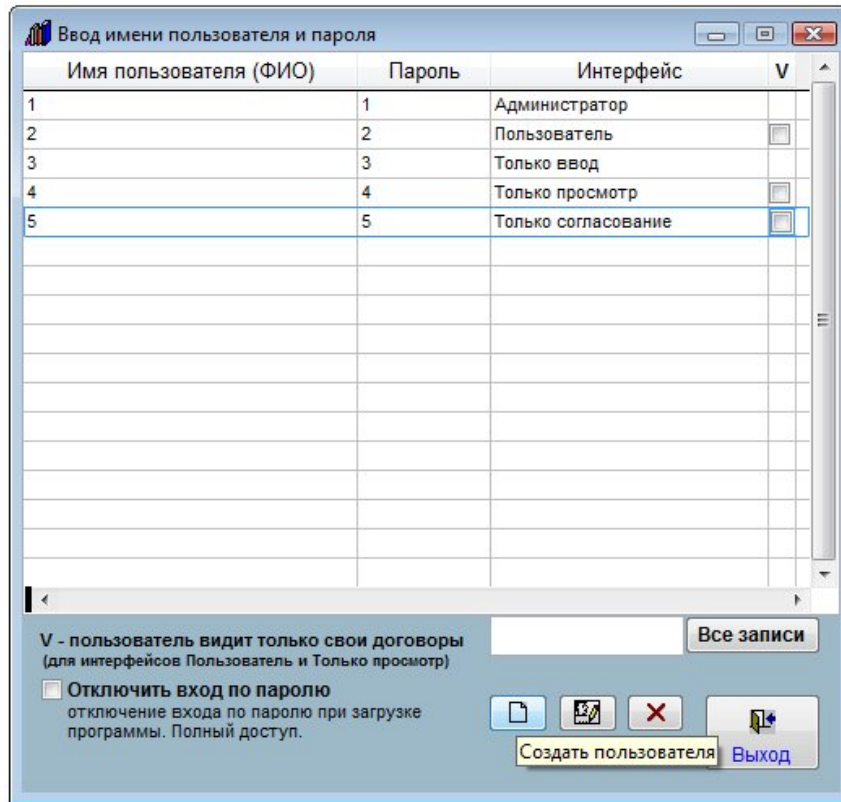 Ввод имени пользователя и пароля
Имя пользователя (ФИО) Пароль Интерфейс V
1 1 Администратор
2 2 Пользователь
3 3 Только ввод
4 4 Только просмотр
5 5 Только согласование
V - пользователь видит только свои договоры
(для интерфейсов Пользователь и Только просмотр)
Все записи
Отключить вход по паролю
отключение входа по паролю при загрузке
программы. Полный доступ.
Создать пользователя
Выход